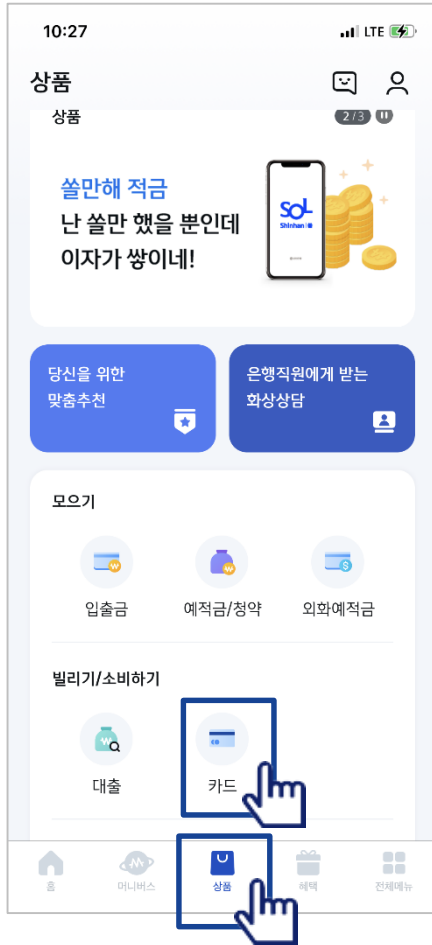 10:27
LTE
상품
상품
2/3
쏠만해 적금
난 쏠만 했을 뿐인데
이자가 쌓이네!
SOL
Shinhan
당신을 위한
맞춤추천
은행직원에게 받는
화상상담
모으기
입출금
예적금/청약
외화예적금
빌리기/소비하기
대출
카드
홈
머니버스
상품
혜택
전체메뉴